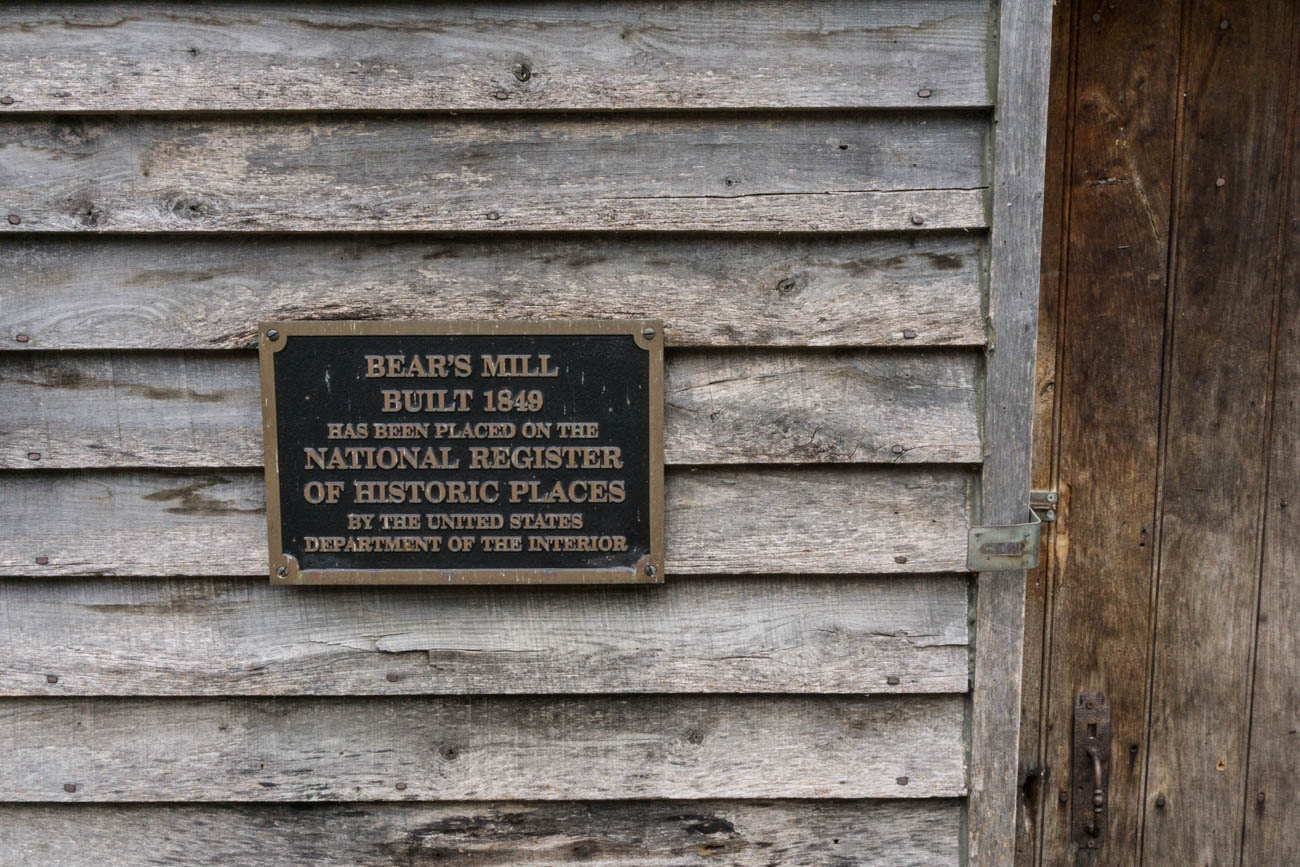 BEAR'S MILL
BUILT 1849
HAS BEEN PLACED ON THE
NATIONAL REGISTER
OF HISTORIC PLACES
BY THE UNITED STATES
DEPARTMENT OF THE INTERIOR